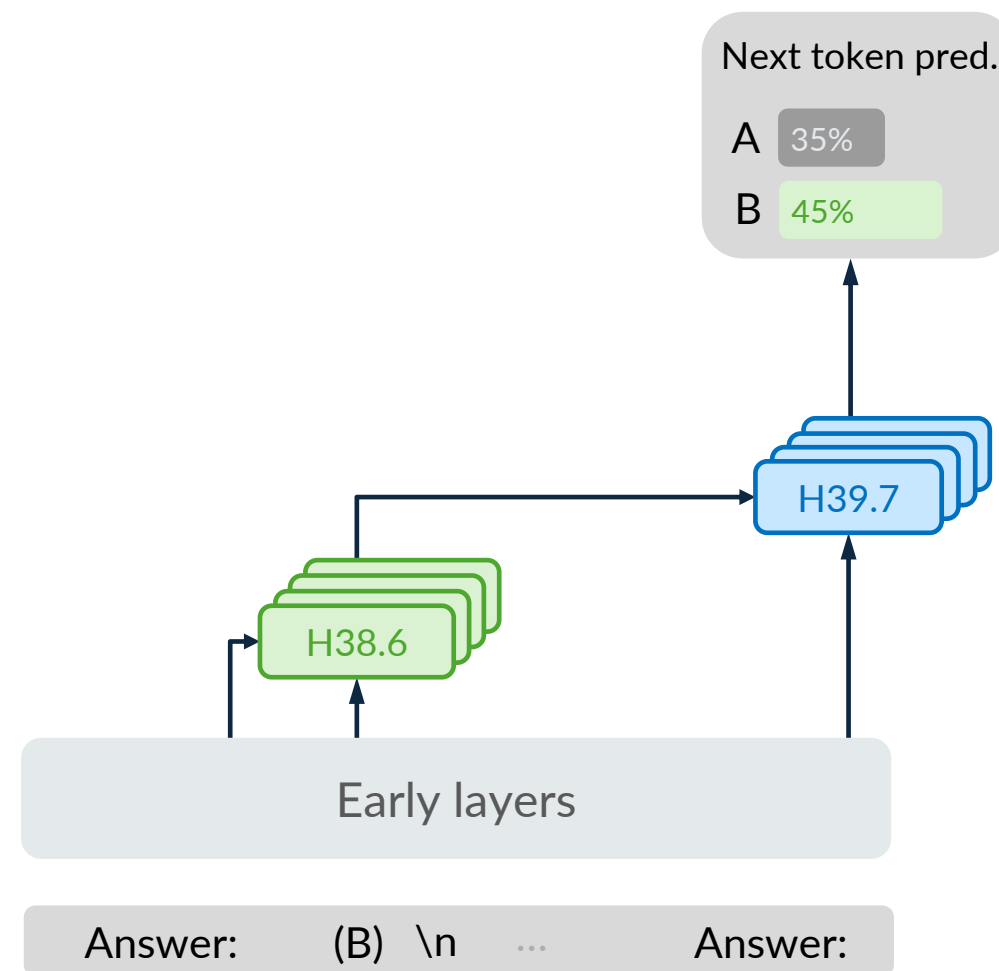 Next token pred.
A 35%
B 45%
H39.7
H38.6
Early layers
Answer: (B) \n ... Answer: